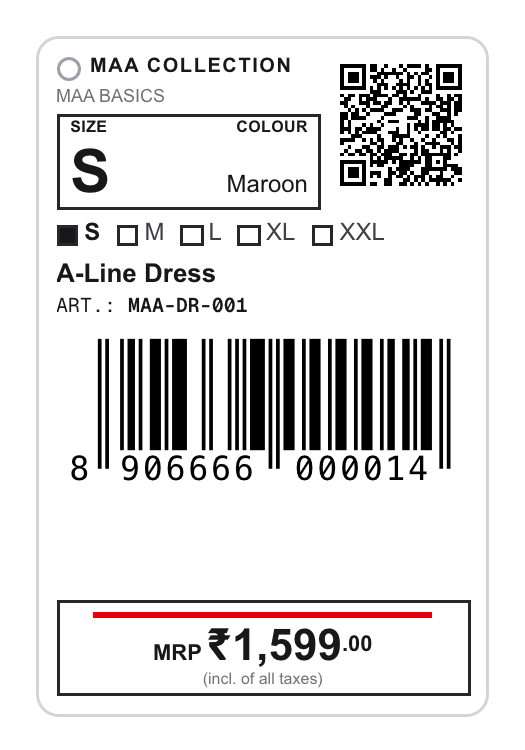 MAA COLLECTION
MAA BASICS
SIZE COLOUR
S Maroon
S M L XL XXL
A-Line Dress
ART.: MAA-DR-001
8 906666 000014
MRP ₹1,599.00
(incl. of all taxes)